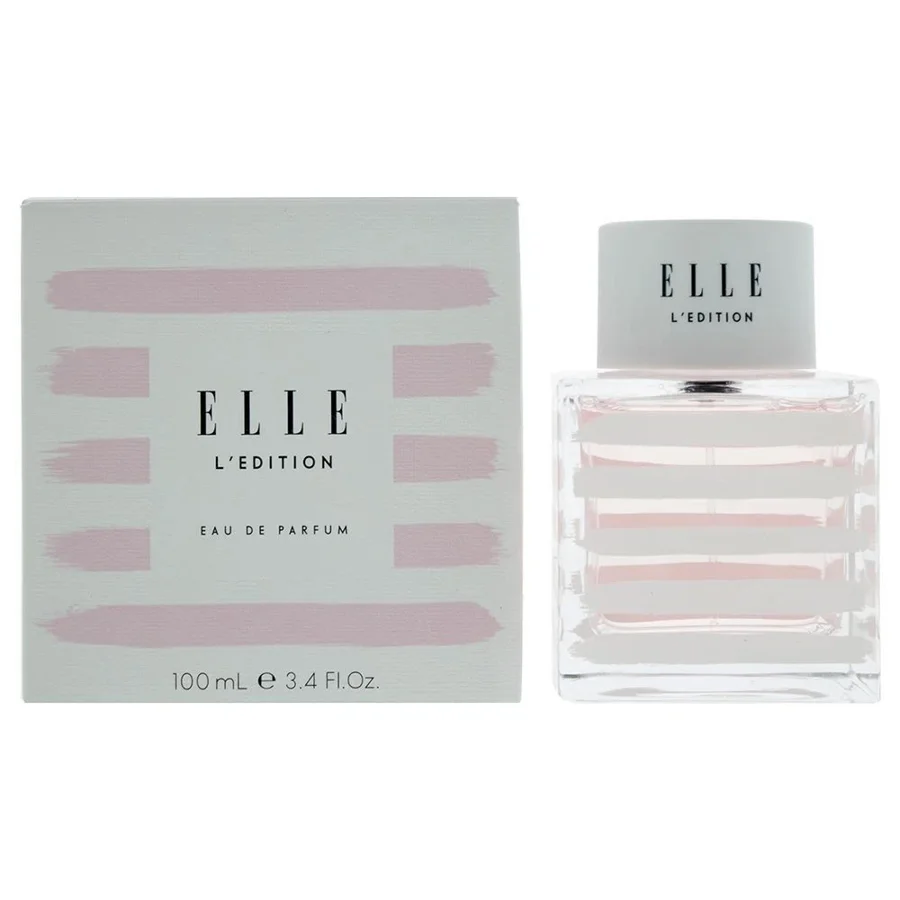 ELLE
L'EDITION
EAU DE PARFUM
100 mL ℮ 3.4 Fl.Oz.
ELLE
L'EDITION